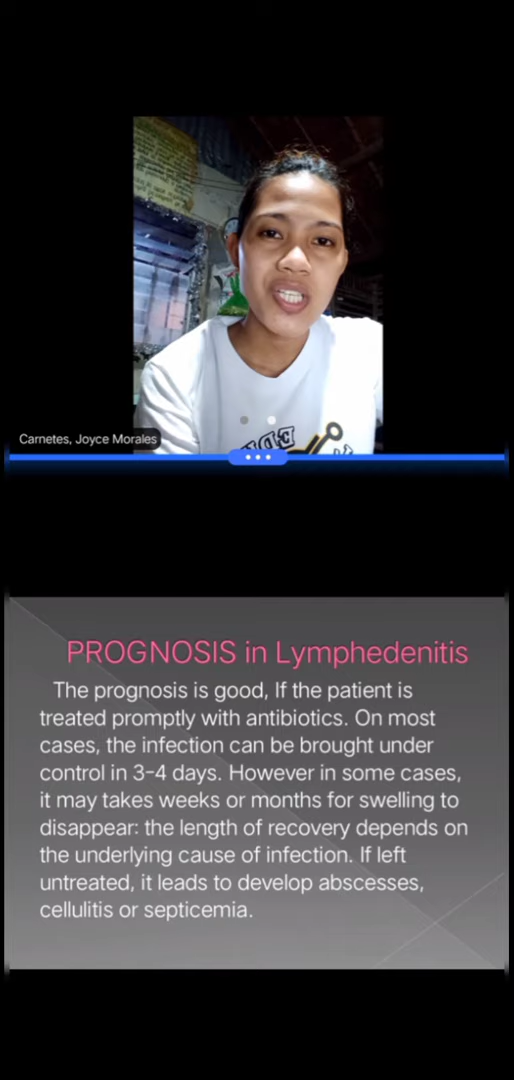 Carnetes, Joyce Morales
PROGNOSIS in Lymphedenitis
The prognosis is good, If the patient is
treated promptly with antibiotics. On most
cases, the infection can be brought under
control in 3-4 days. However in some cases,
it may takes weeks or months for swelling to
disappear: the length of recovery depends on
the underlying cause of infection. If left
untreated, it leads to develop abscesses,
cellulitis or septicemia.